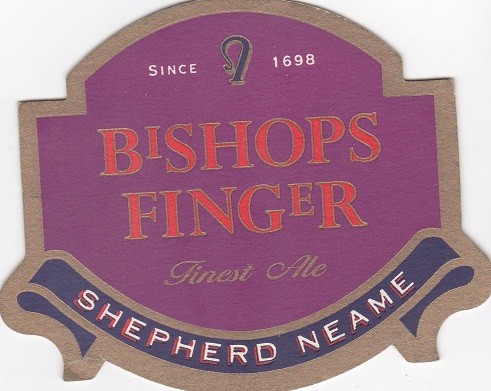 SINCE 1698
BISHOPS
FINGER
Finest Ale
SHEPHERD NEAME